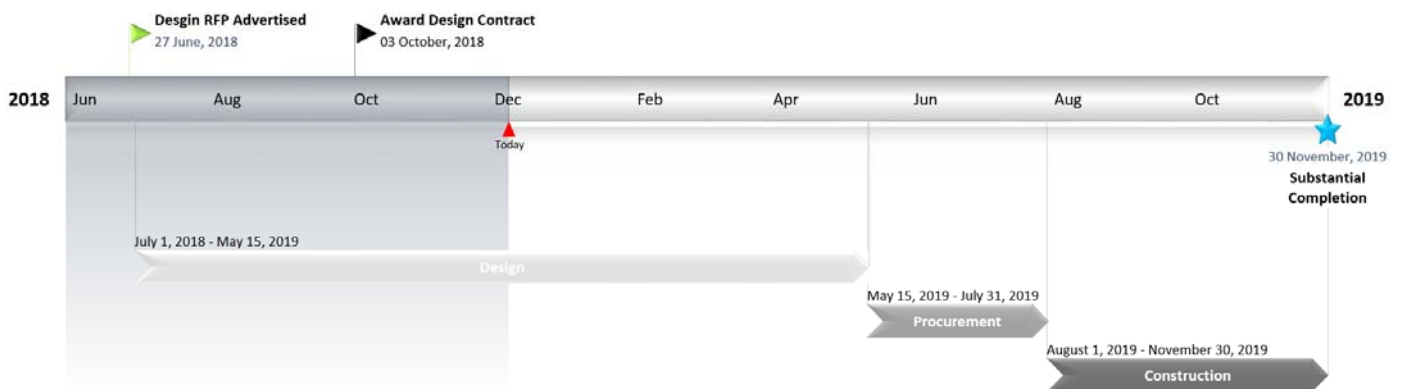 Desgin RFP Advertised
27 June, 2018
Award Design Contract
03 October, 2018
2018 Jun Aug Oct Dec Feb Apr Jun Aug Oct 2019
Today
30 November, 2019
Substantial
Completion
July 1, 2018 - May 15, 2019
Design
May 15, 2019 - July 31, 2019
Procurement
August 1, 2019 - November 30, 2019
Construction